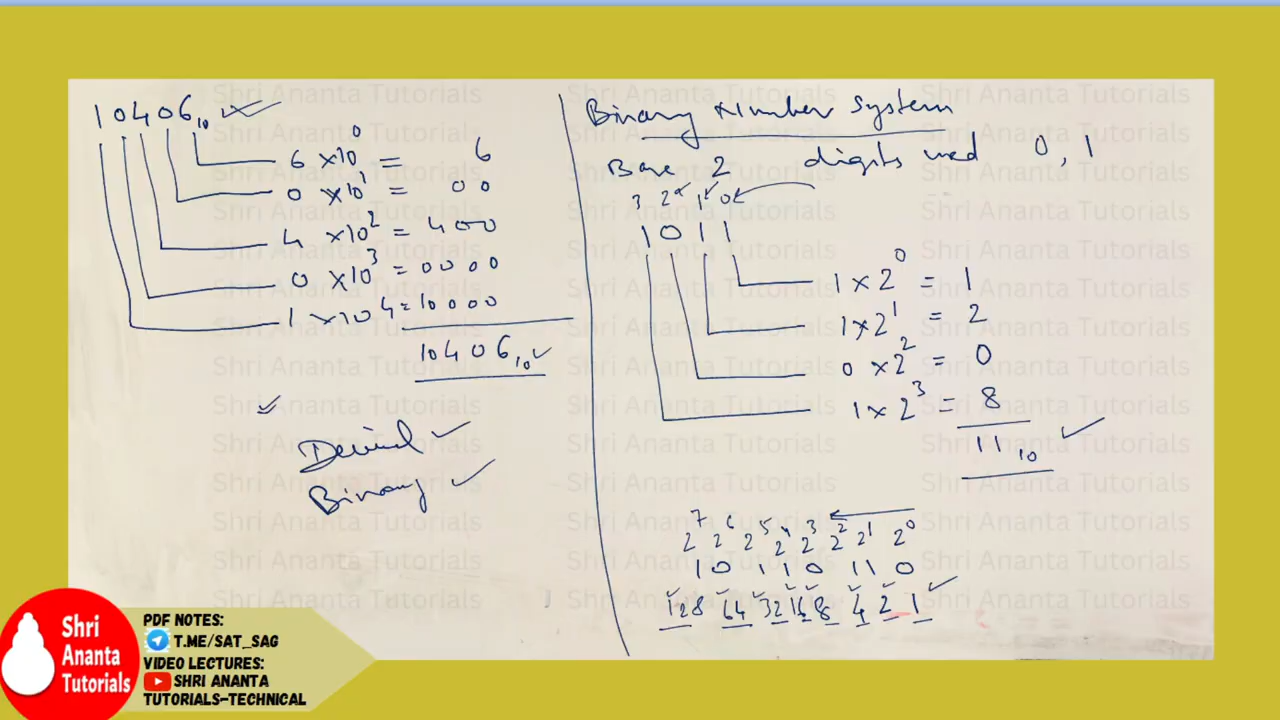 10406₁₀
6 × 10⁰ = 6
0 × 10¹ = 00
4 × 10² = 400
0 × 10³ = 0000
1 × 10⁴ = 10000
10406₁₀
Decimal
Binary
Binary Number System
Base 2 digits used 0, 1
3 2 1 0
1 0 1 1
1 × 2⁰ = 1
1 × 2¹ = 2
0 × 2² = 0
1 × 2³ = 8
11₁₀
2⁷ 2⁶ 2⁵ 2⁴ 2³ 2² 2¹ 2⁰
1 0 1 1 0 1 1 0
128 64 32 16 8 4 2 1
Shri Ananta Tutorials
Shri
Ananta
Tutorials
PDF NOTES:
T.ME/SAT_SAG
VIDEO LECTURES:
SHRI ANANTA
TUTORIALS-TECHNICAL